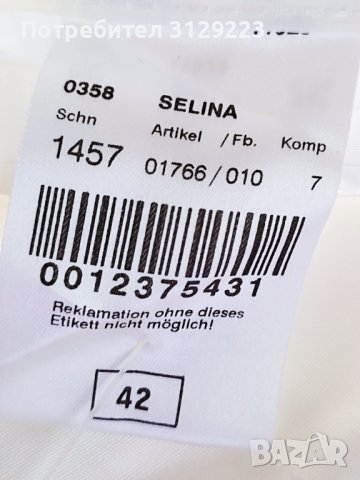 Потребител 3129223
0358 SELINA
Schn Artikel / Fb. Komp
1457 01766 / 010 7
0012375431
Reklamation ohne dieses
Etikett nicht möglich!
42
BAZAR